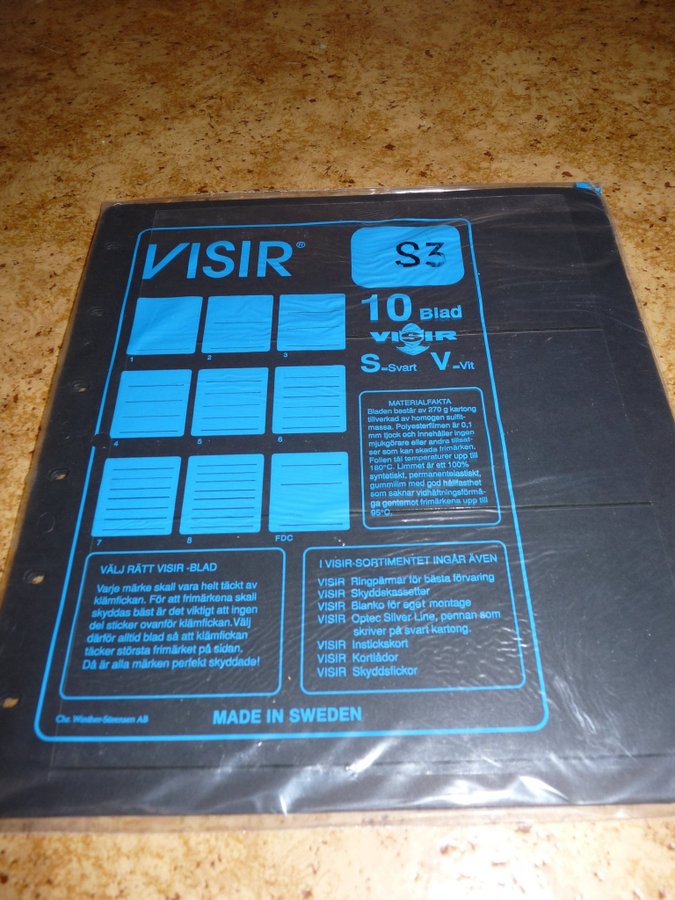 VISIR®
S3
1
2
3
4
5
6
7
8
FDC
10 Blad
VISIR
S=Svart V=Vit
MATERIALFAKTA
Bladen består av 270 g kartong
tillverkad av homogen sulfit-
massa. Polyesterfilmen är 0,1
mm tjock och innehåller ingen
mjukgörare eller andra tillsat-
ser som kan skada frimärken.
Folien tål temperaturer upp till
180°C. Limmet är ett 100%
syntetiskt, permanentelastiskt,
gummilim med god hållfasthet
som saknar vidhäftningsförmå-
ga gentemot frimärkena upp till
95°C.
VÄLJ RÄTT VISIR -BLAD
Varje märke skall vara helt täckt av
klämfickan. För att frimärkena skall
skyddas bäst är det viktigt att ingen
del sticker ovanför klämfickan. Välj
därför alltid blad så att klämfickan
täcker största frimärket på sidan.
Då är alla märken perfekt skyddade!
I VISIR-SORTIMENTET INGÅR ÄVEN
VISIR Ringpärmar för bästa förvaring
VISIR Skyddskassetter
VISIR Blanko för eget montage
VISIR Optec Silver Line, pennan som
skriver på svart kartong.
VISIR Instickskort
VISIR Kortlådor
VISIR Skyddsfickor
Chr. Winther-Sörensen AB
MADE IN SWEDEN